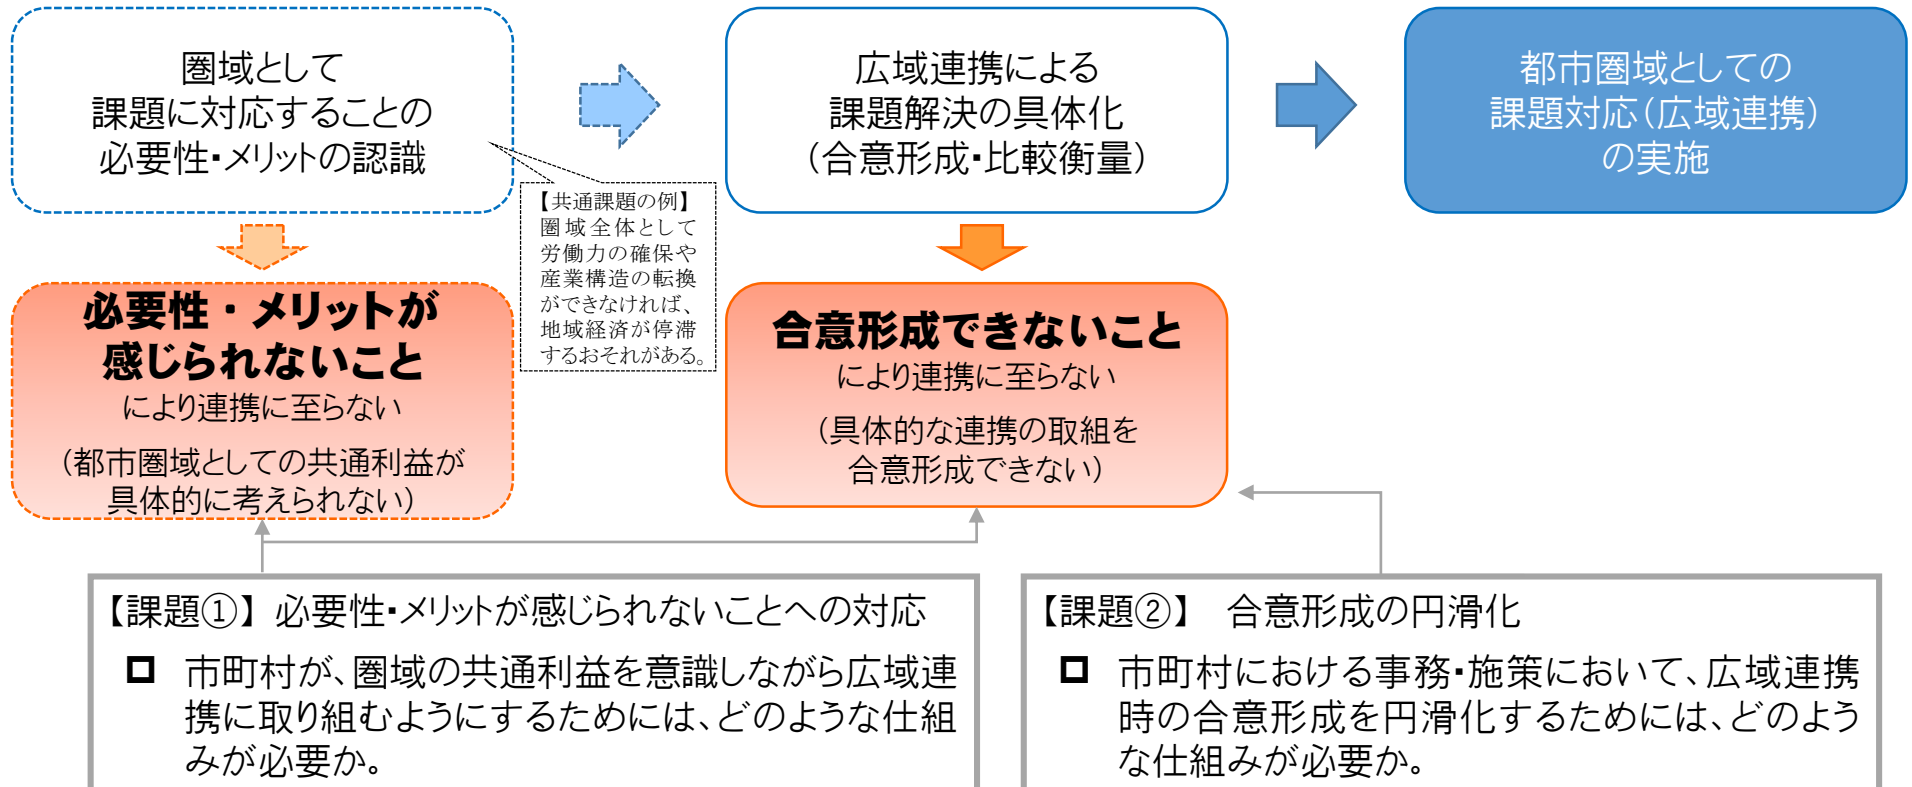 圏域として
課題に対応することの
必要性・メリットの認識
広域連携による
課題解決の具体化
（合意形成・比較衡量）
都市圏域としての
課題対応（広域連携）
の実施
【共通課題の例】
圏域全体として
労働力の確保や
産業構造の転換
ができなければ、
地域経済が停滞
するおそれがある。
必要性・メリットが
感じられないこと
により連携に至らない
（都市圏域としての共通利益が
具体的に考えられない）
合意形成できないこと
により連携に至らない
（具体的な連携の取組を
合意形成できない）
【課題①】 必要性・メリットが感じられないことへの対応
市町村が、圏域の共通利益を意識しながら広域連
携に取り組むようにするためには、どのような仕組
みが必要か。
【課題②】 合意形成の円滑化
市町村における事務・施策において、広域連携
時の合意形成を円滑化するためには、どのよう
な仕組みが必要か。